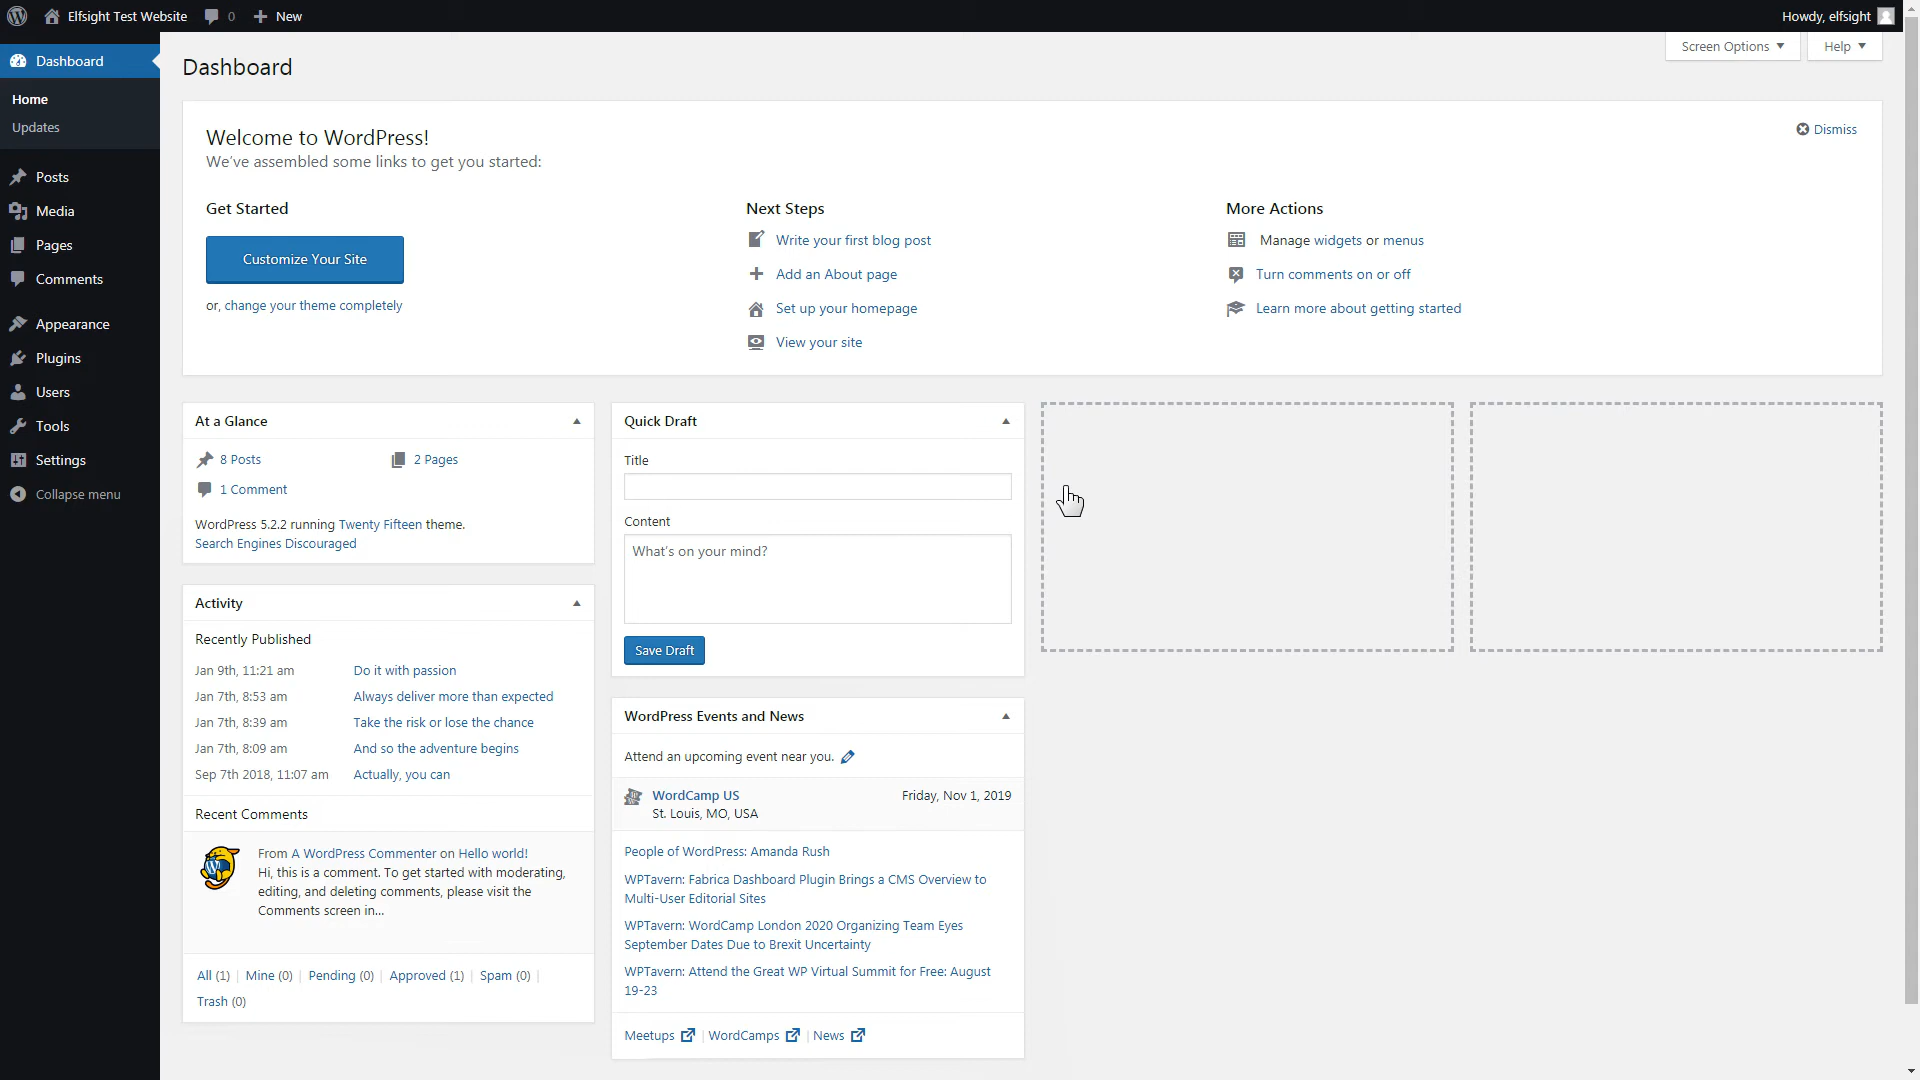 Elfsight Test Website 0 New Howdy, elfsight
Screen Options Help
Dashboard
Home
Updates
Posts
Media
Pages
Comments
Appearance
Plugins
Users
Tools
Settings
Collapse menu
Dashboard
Welcome to WordPress!
We've assembled some links to get you started:
Dismiss
Get Started
Customize Your Site
or, change your theme completely
Next Steps
Write your first blog post
Add an About page
Set up your homepage
View your site
More Actions
Manage widgets or menus
Turn comments on or off
Learn more about getting started
At a Glance
8 Posts 2 Pages
1 Comment
WordPress 5.2.2 running Twenty Fifteen theme.
Search Engines Discouraged
Activity
Recently Published
Jan 9th, 11:21 am Do it with passion
Jan 7th, 8:53 am Always deliver more than expected
Jan 7th, 8:39 am Take the risk or lose the chance
Jan 7th, 8:09 am And so the adventure begins
Sep 7th 2018, 11:07 am Actually, you can
Recent Comments
From A WordPress Commenter on Hello world!
Hi, this is a comment. To get started with moderating,
editing, and deleting comments, please visit the
Comments screen in...
All (1) | Mine (0) | Pending (0) | Approved (1) | Spam (0) |
Trash (0)
Quick Draft
Title
Content
What's on your mind?
Save Draft
WordPress Events and News
Attend an upcoming event near you.
WordCamp US Friday, Nov 1, 2019
St. Louis, MO, USA
People of WordPress: Amanda Rush
WPTavern: Fabrica Dashboard Plugin Brings a CMS Overview to
Multi-User Editorial Sites
WPTavern: WordCamp London 2020 Organizing Team Eyes
September Dates Due to Brexit Uncertainty
WPTavern: Attend the Great WP Virtual Summit for Free: August
19-23
Meetups | WordCamps | News